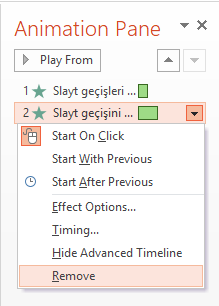 Animation Pane
Play From
1 Slayt geçişleri ...
2 Slayt geçişini ...
Start On Click
Start With Previous
Start After Previous
Effect Options...
Timing...
Hide Advanced Timeline
Remove